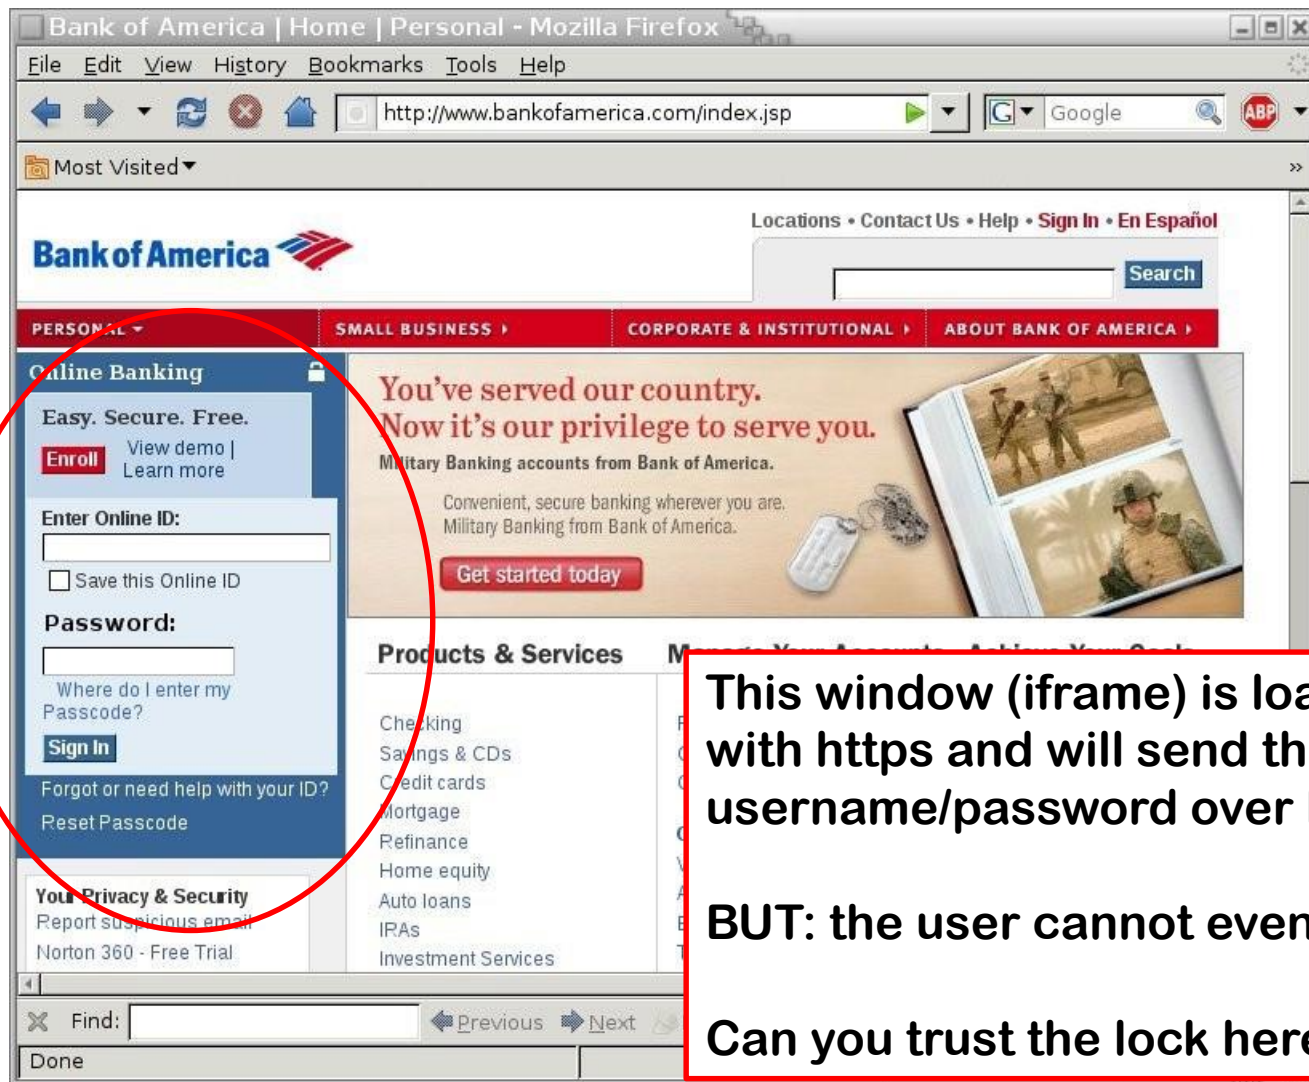 Bank of America | Home | Personal - Mozilla Firefox
File Edit View History Bookmarks Tools Help
http://www.bankofamerica.com/index.jsp
G Google
ABP
Most Visited
»
Locations • Contact Us • Help • Sign In • En Español
Bank of America
Search
PERSONAL SMALL BUSINESS CORPORATE & INSTITUTIONAL ABOUT BANK OF AMERICA
Online Banking
Easy. Secure. Free.
Enroll View demo |
Learn more
Enter Online ID:
Save this Online ID
Password:
Where do I enter my
Passcode?
Sign In
Forgot or need help with your ID?
Reset Passcode
Your Privacy & Security
Report suspicious email
Norton 360 - Free Trial
You've served our country.
Now it's our privilege to serve you.
Military Banking accounts from Bank of America.
Convenient, secure banking wherever you are.
Military Banking from Bank of America.
Get started today
Products & Services
Checking
Savings & CDs
Credit cards
Mortgage
Refinance
Home equity
Auto loans
IRAs
Investment Services
Manage Your Accounts
Achieve Your Goals
This window (iframe) is loa
with https and will send th
username/password over
BUT: the user cannot even
Can you trust the lock here
Find: Previous Next
Done